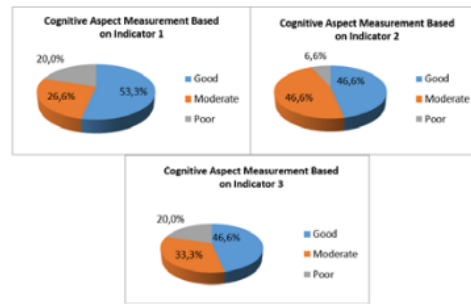 Cognitive Aspect Measurement Based
on Indicator 1
20,0%
26,6%
53,3%
Good
Moderate
Poor
Cognitive Aspect Measurement Based
on Indicator 2
6,6%
46,6%
46,6%
Good
Moderate
Poor
Cognitive Aspect Measurement Based
on Indicator 3
20,0%
46,6%
33,3%
Good
Moderate
Poor